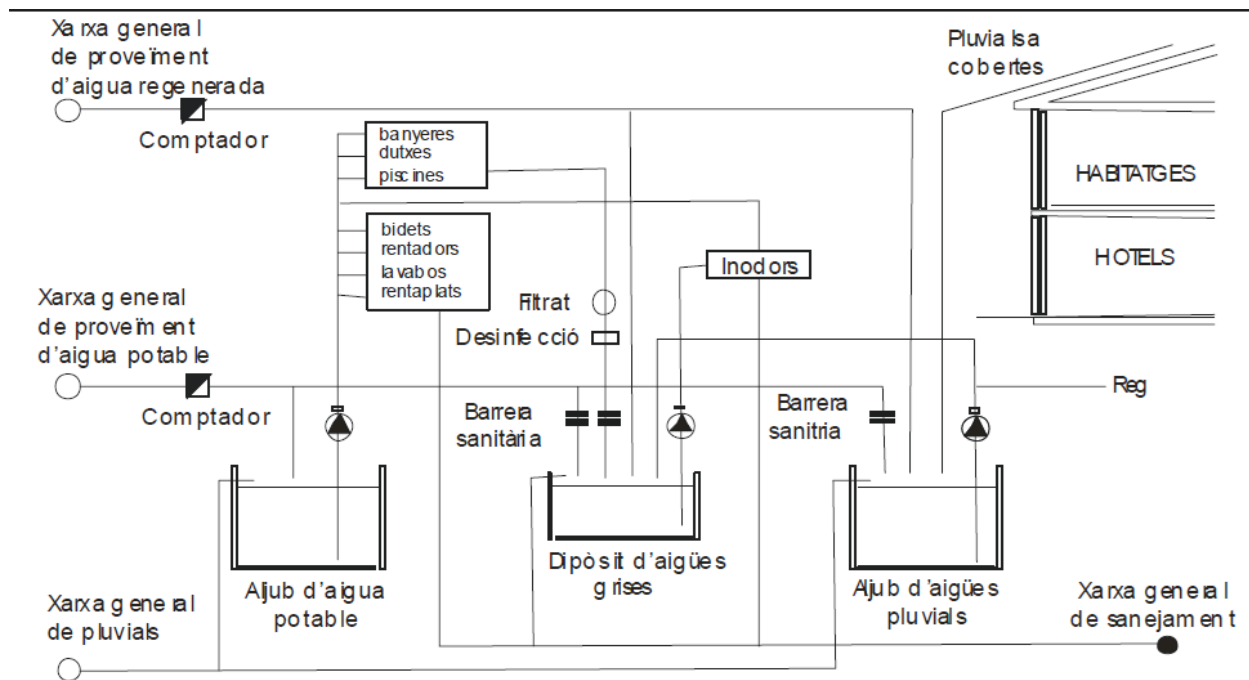 Xarxa general
de proveïment
d'aigua regenerada
Comptador
Pluvialsa
cobertes
banyeres
dutxes
piscines
HABITATGES
bidets
rentadors
lavabos
rentaplats
Inodors
HOTELS
Xarxa general
de proveïment
d'aigua potable
Filtrat
Desinfecció
Comptador
Barrera
sanitària
Barrera
sanitria
Reg
Aljub d'aigua
potable
Dipòsit d'aigües
grises
Aljub d'aigües
pluvials
Xarxa general
de pluvials
Xarxa general
de sanejament